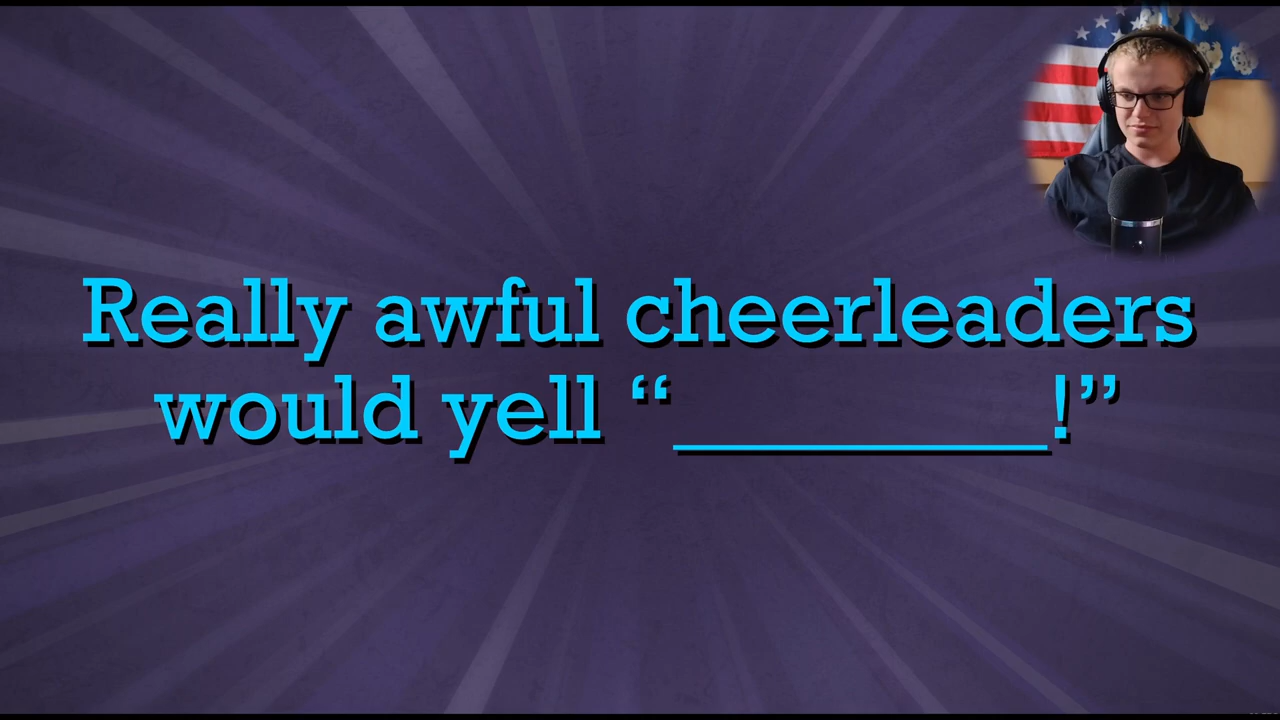 Really awful cheerleaders
would yell “________!”